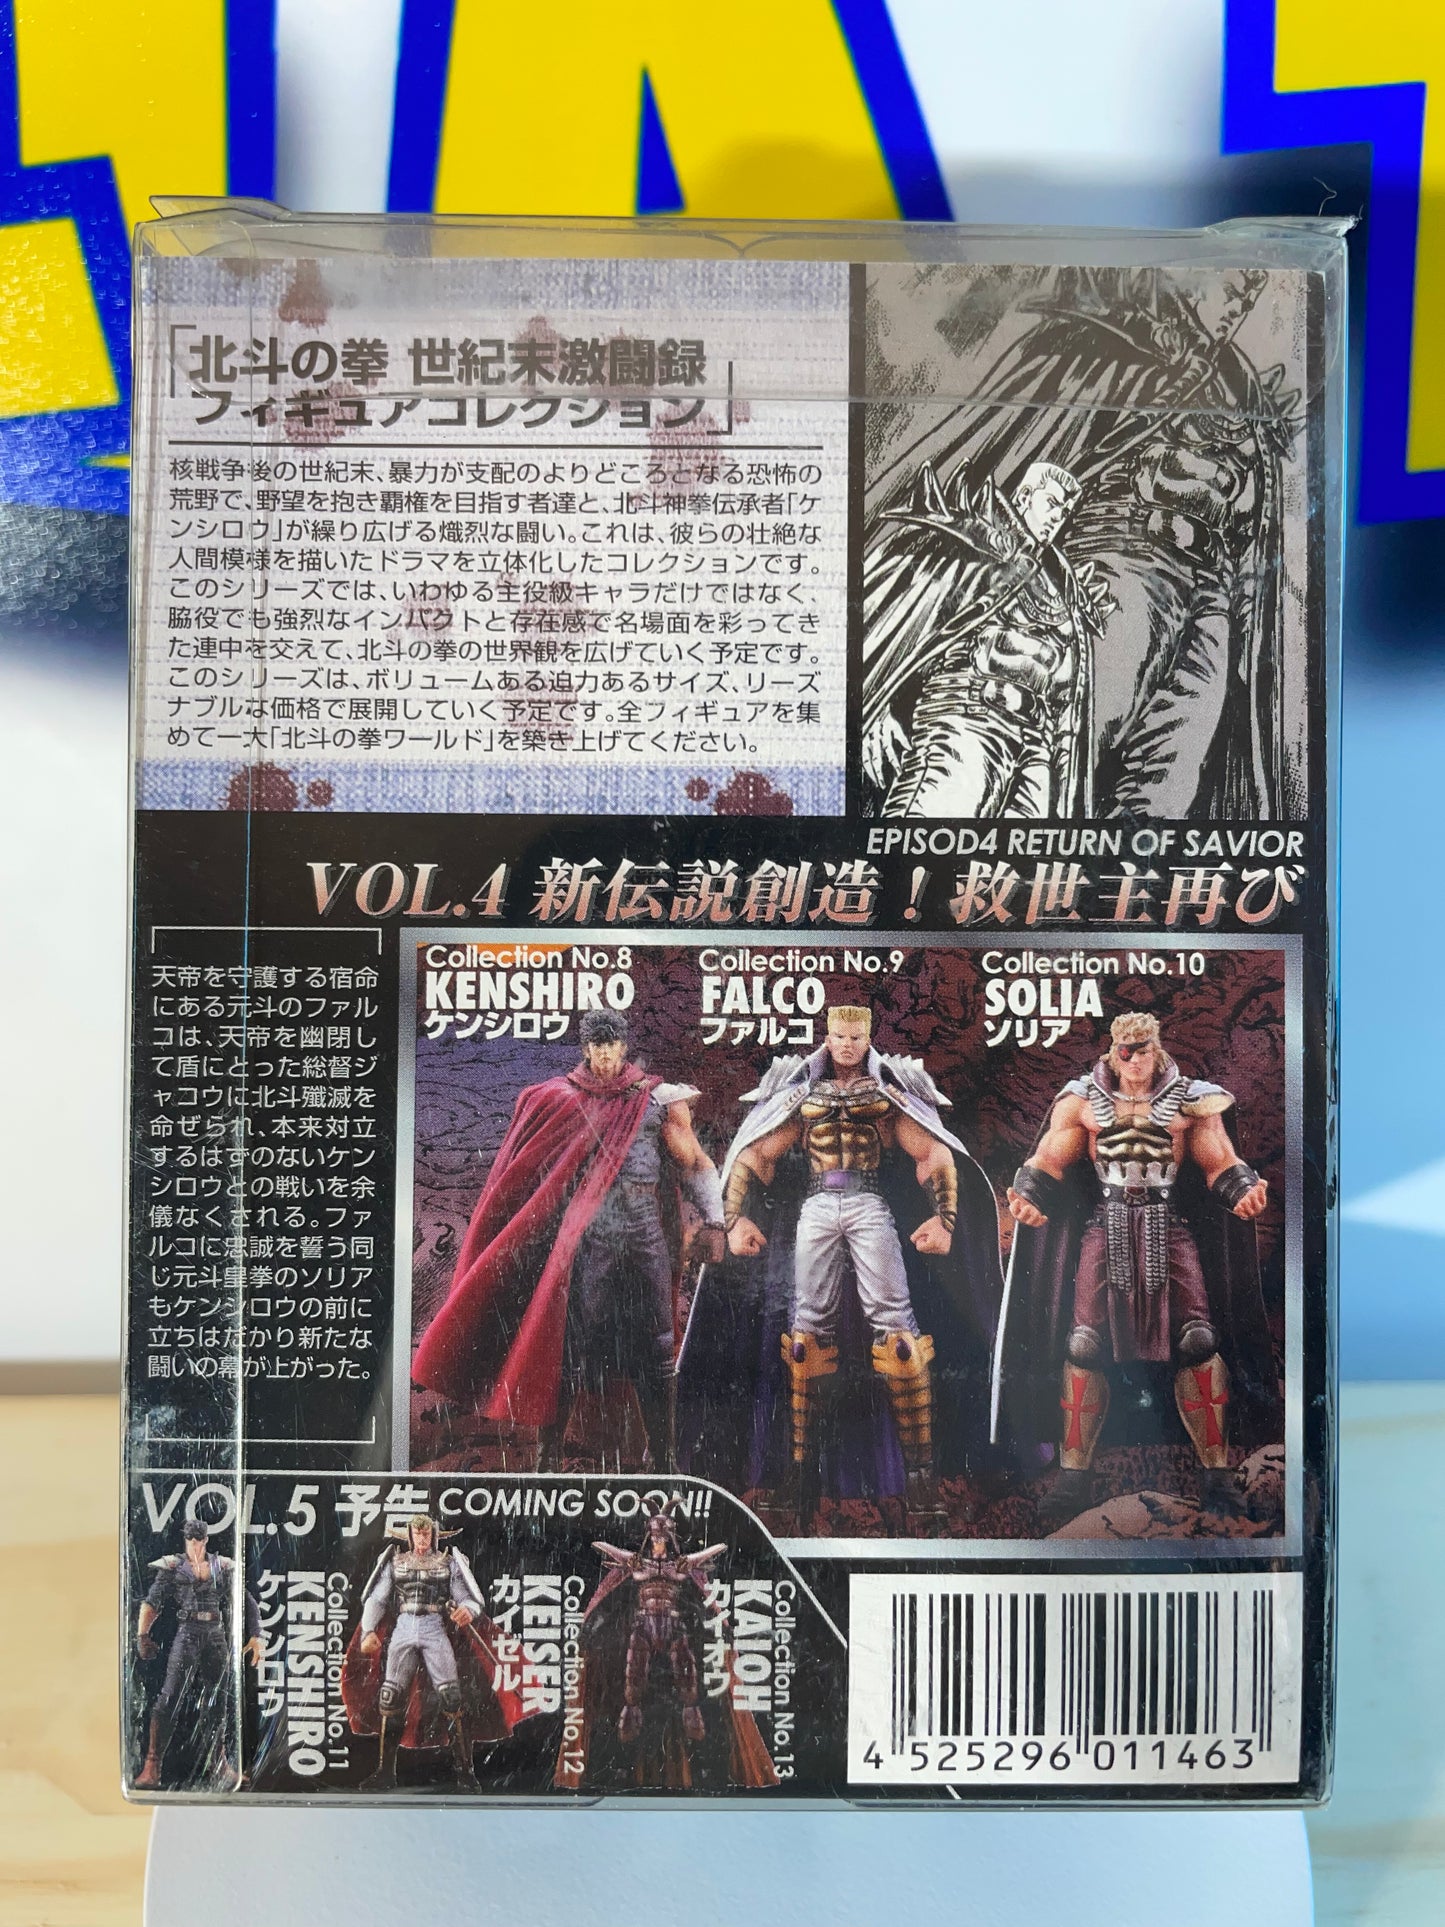 「北斗の拳 世紀末激闘録
フィギュアコレクション」
核戦争後の世紀末、暴力が支配のよりどころとなる恐怖の
荒野で、野望を抱き覇権を目指す者達と、北斗神拳伝承者「ケ
ンシロウ」が繰り広げる熾烈な闘い。これは、彼らの壮絶な
人間模様を描いたドラマを立体化したコレクションです。
このシリーズでは、いわゆる主役級キャラだけではなく、
脇役でも強烈なインパクトと存在感で名場面を彩ってき
た連中を交えて、北斗の拳の世界観を広げていく予定です。
このシリーズは、ボリュームある迫力あるサイズ、リーズ
ナブルな価格で展開していく予定です。全フィギュアを集
めて一大「北斗の拳ワールド」を築き上げてください。
EPISOD4 RETURN OF SAVIOR
VOL.4 新伝説創造！救世主再び
天帝を守護する宿命
にある元斗のファル
コは、天帝を幽閉し
て盾にとった総督ジ
ャコウに北斗殲滅を
命ぜられ、本来対立
するはずのないケン
シロウとの戦いを余
儀なくされる。ファ
ルコに忠誠を誓う同
じ元斗皇拳のソリア
もケンシロウの前に
立ちはだかり新たな
闘いの幕が上がった。
Collection No.8
KENSHIRO
ケンシロウ
Collection No.9
FALCO
ファルコ
Collection No.10
SOLIA
ソリア
VOL.5 予告 COMING SOON!!
Collection No.11
KENSHIRO
ケンシロウ
Collection No.12
KEISER
カイゼル
Collection No.13
KAIOH
カイオウ
4 525296 011463